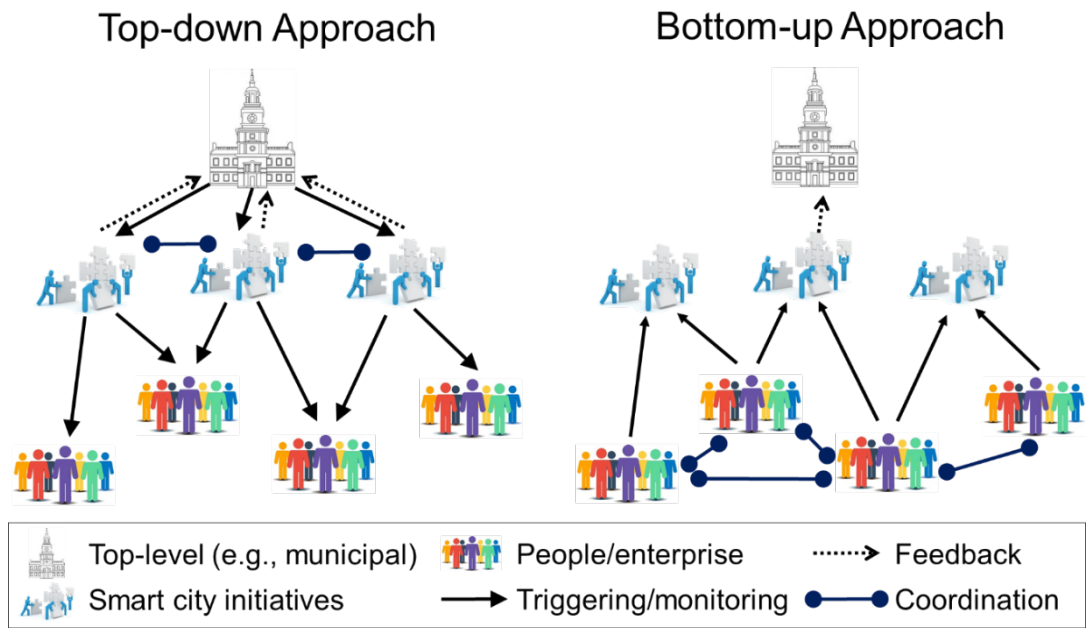 Top-down Approach
Bottom-up Approach
Top-level (e.g., municipal)
People/enterprise
Feedback
Smart city initiatives
Triggering/monitoring
Coordination